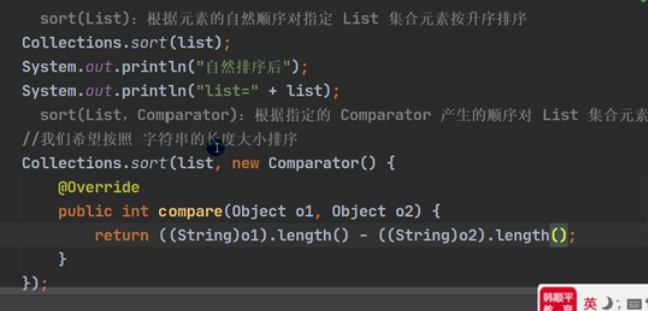 sort(List)：根据元素的自然顺序对指定 List 集合元素按升序排序
Collections.sort(list);
System.out.println("自然排序后");
System.out.println("list=" + list);
sort(List，Comparator)：根据指定的 Comparator 产生的顺序对 List 集合元素
//我们希望按照 字符串的长度大小排序
Collections.sort(list, new Comparator() {
@Override
public int compare(Object o1, Object o2) {
return ((String)o1).length() - ((String)o2).length();
}
});
韩顺平
教育
英